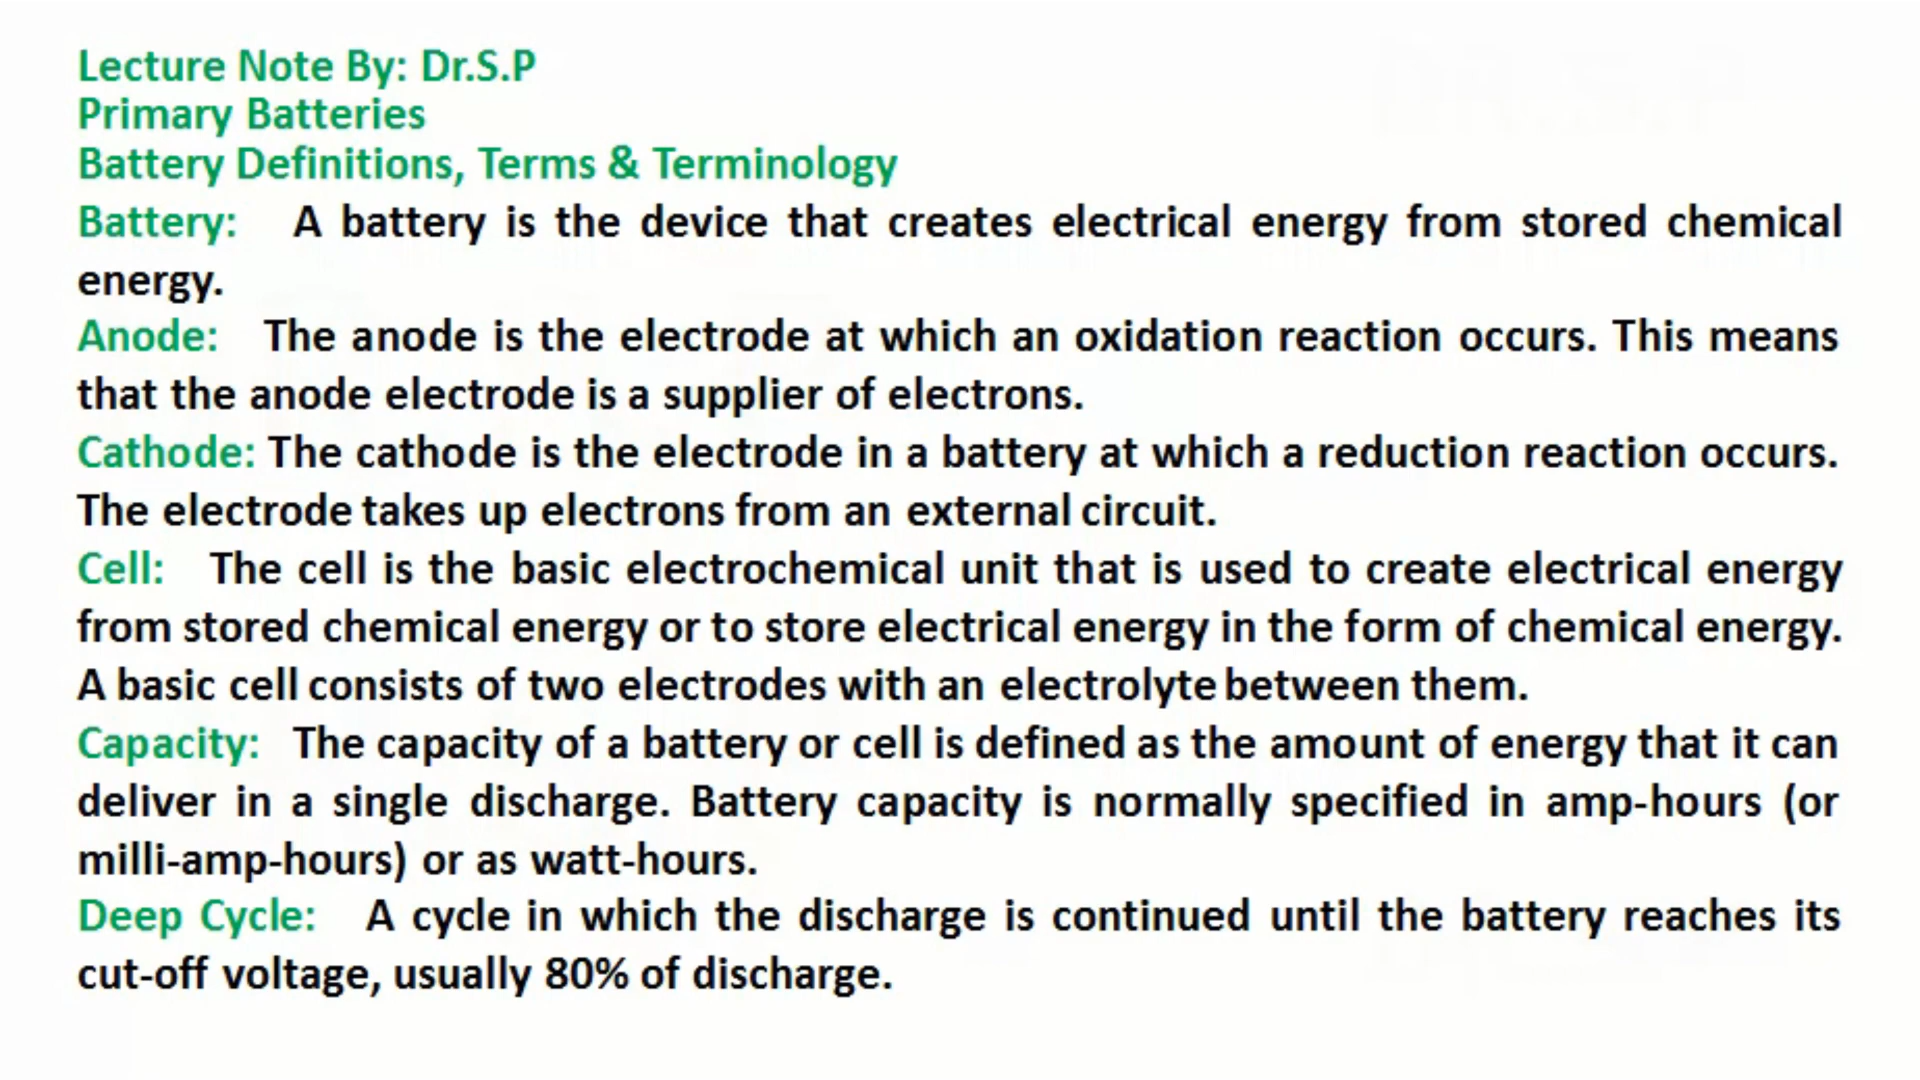 Lecture Note By: Dr.S.P
Primary Batteries
Battery Definitions, Terms & Terminology
Battery: A battery is the device that creates electrical energy from stored chemical
energy.
Anode: The anode is the electrode at which an oxidation reaction occurs. This means
that the anode electrode is a supplier of electrons.
Cathode: The cathode is the electrode in a battery at which a reduction reaction occurs.
The electrode takes up electrons from an external circuit.
Cell: The cell is the basic electrochemical unit that is used to create electrical energy
from stored chemical energy or to store electrical energy in the form of chemical energy.
A basic cell consists of two electrodes with an electrolyte between them.
Capacity: The capacity of a battery or cell is defined as the amount of energy that it can
deliver in a single discharge. Battery capacity is normally specified in amp-hours (or
milli-amp-hours) or as watt-hours.
Deep Cycle: A cycle in which the discharge is continued until the battery reaches its
cut-off voltage, usually 80% of discharge.